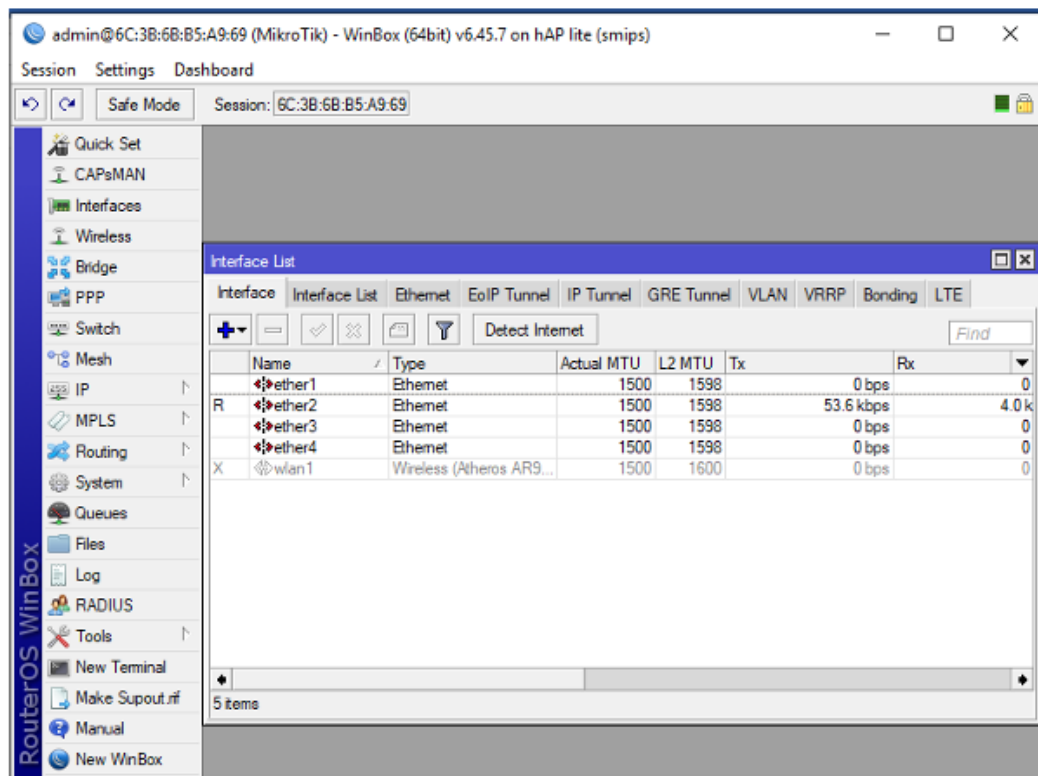 admin@6C:3B:6B:B5:A9:69 (MikroTik) - WinBox (64bit) v6.45.7 on hAP lite (smips)
Session Settings Dashboard
Safe Mode Session: 6C:3B:6B:B5:A9:69
Quick Set
CAPsMAN
Interfaces
Wireless
Bridge
PPP
Switch
Mesh
IP
MPLS
Routing
System
Queues
Files
Log
RADIUS
Tools
New Terminal
Make Supout.rif
Manual
New WinBox
RouterOS WinBox
Interface List
Interface Interface List Ethernet EoIP Tunnel IP Tunnel GRE Tunnel VLAN VRRP Bonding LTE
Detect Internet Find
Name Type Actual MTU L2 MTU Tx Rx
ether1 Ethernet 1500 1598 0 bps 0
R ether2 Ethernet 1500 1598 53.6 kbps 4.0 k
ether3 Ethernet 1500 1598 0 bps 0
ether4 Ethernet 1500 1598 0 bps 0
X wlan1 Wireless (Atheros AR9... 1500 1600 0 bps 0
5 items